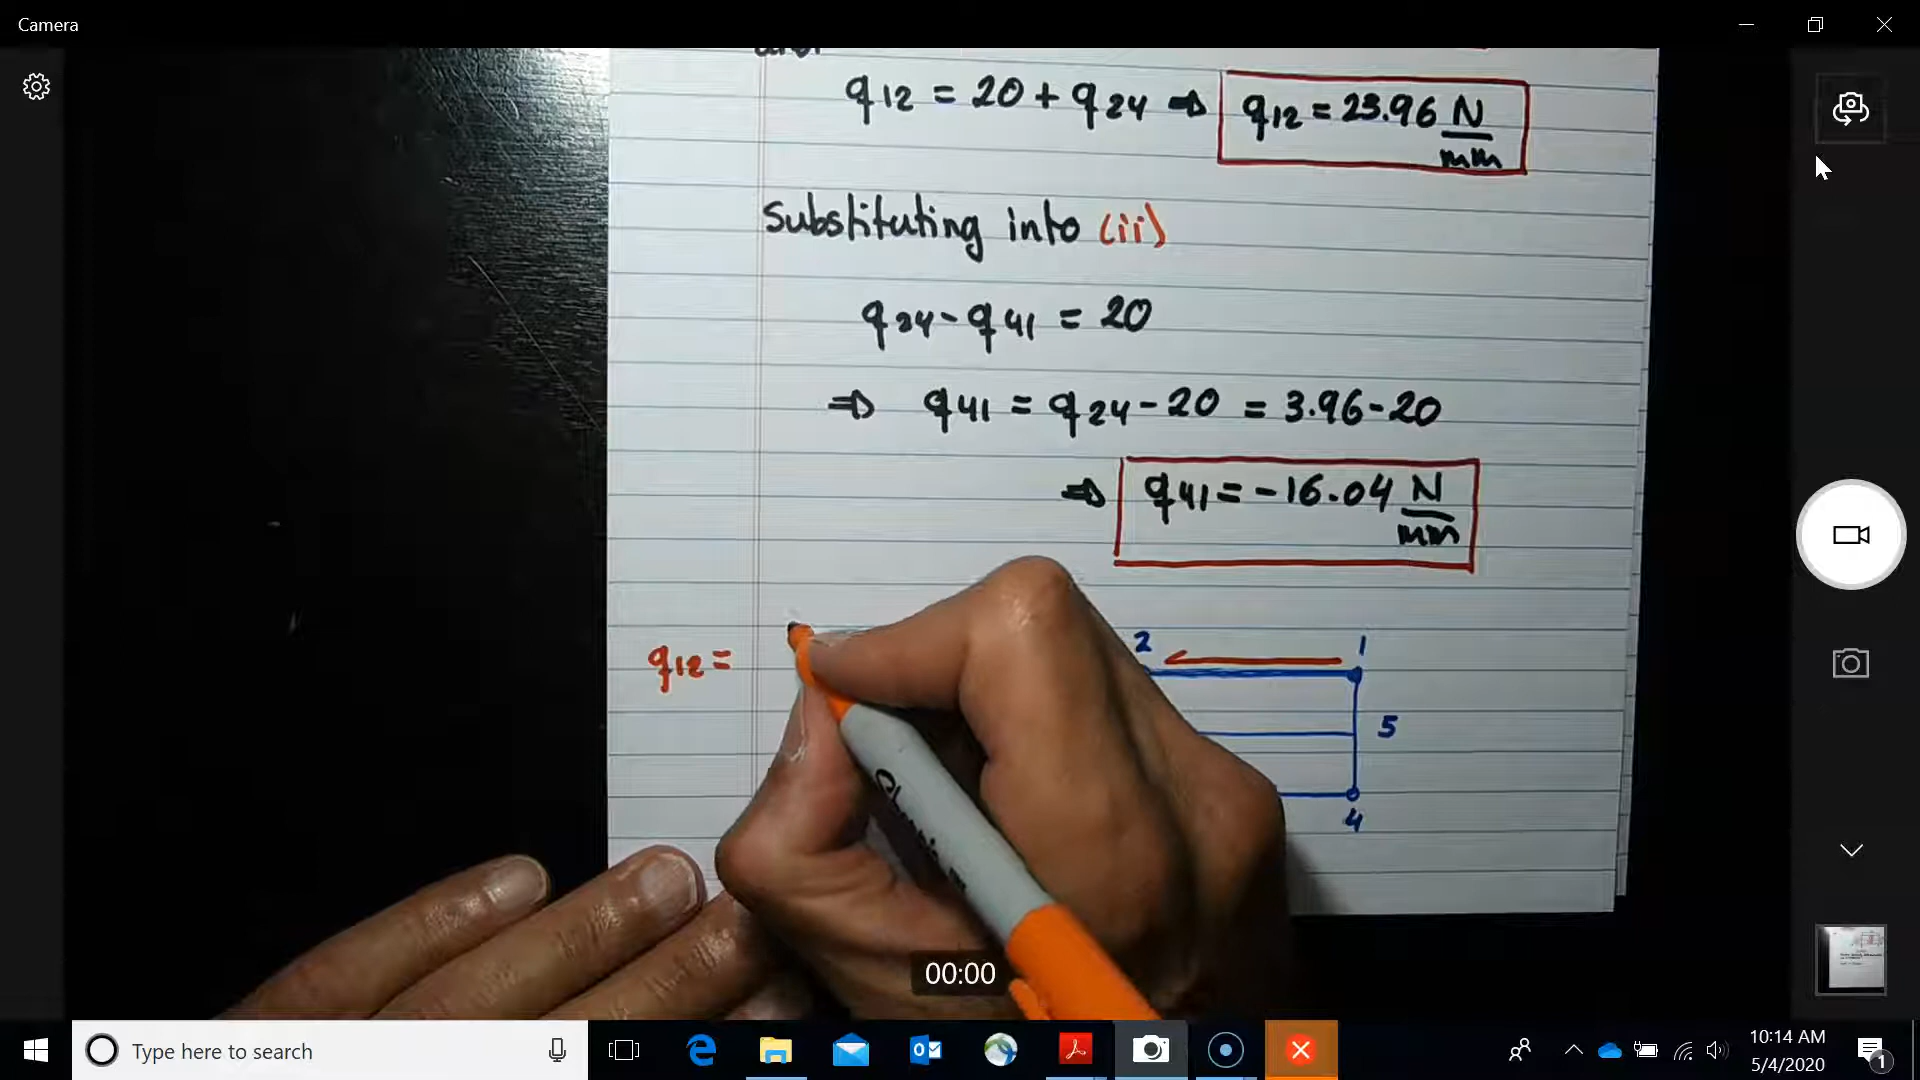 Camera
q12 = 20 + q24 ⇒ q12 = 23.96 N/mm
Substituting into (ii)
q24 - q41 = 20
⇒ q41 = q24 - 20 = 3.96 - 20
⇒ q41 = -16.04 N/mm
q12 =
2 1
5
4
Sharpie
00:00
Type here to search
10:14 AM
5/4/2020
1